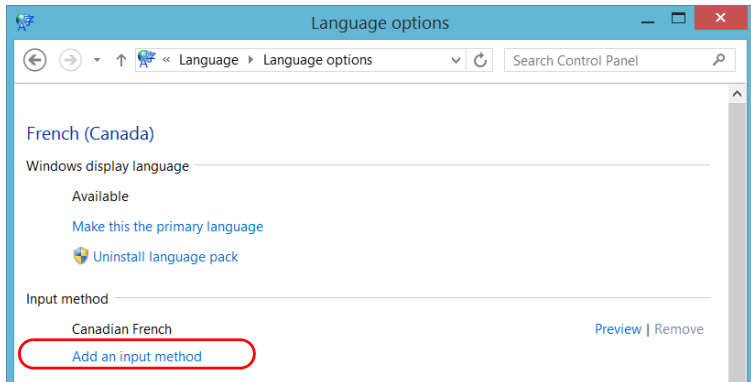 Language options
« Language ▸ Language options
Search Control Panel
French (Canada)
Windows display language
Available
Make this the primary language
Uninstall language pack
Input method
Canadian French Preview | Remove
Add an input method